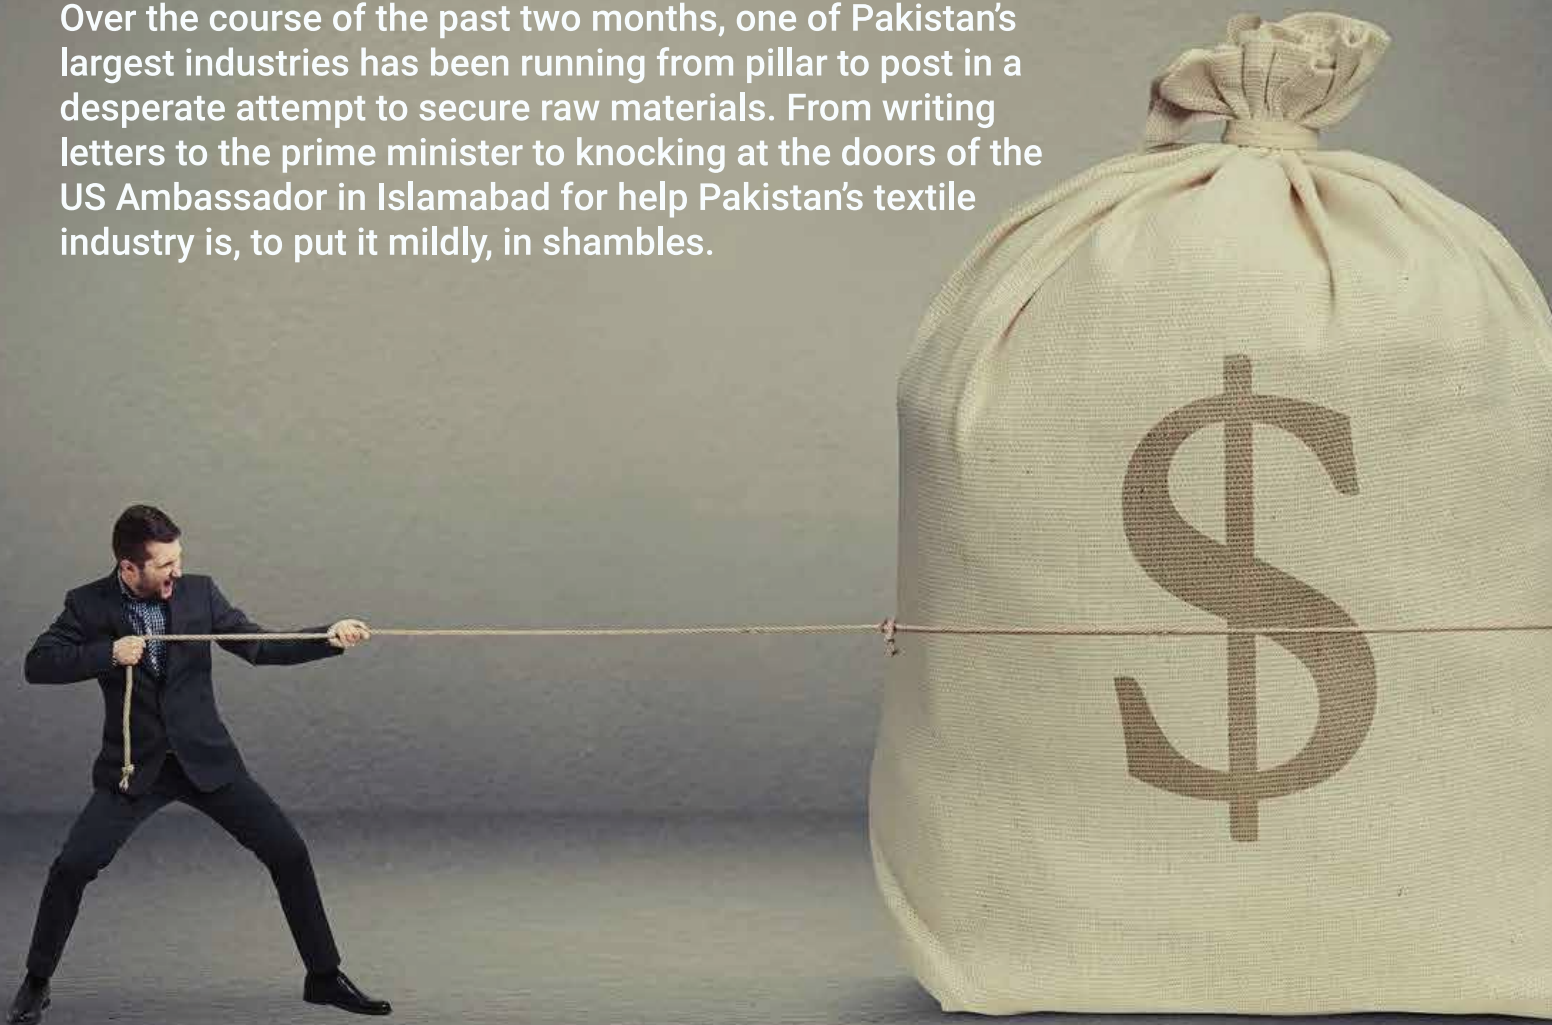 Over the course of the past two months, one of Pakistan’s
largest industries has been running from pillar to post in a
desperate attempt to secure raw materials. From writing
letters to the prime minister to knocking at the doors of the
US Ambassador in Islamabad for help Pakistan’s textile
industry is, to put it mildly, in shambles.
$